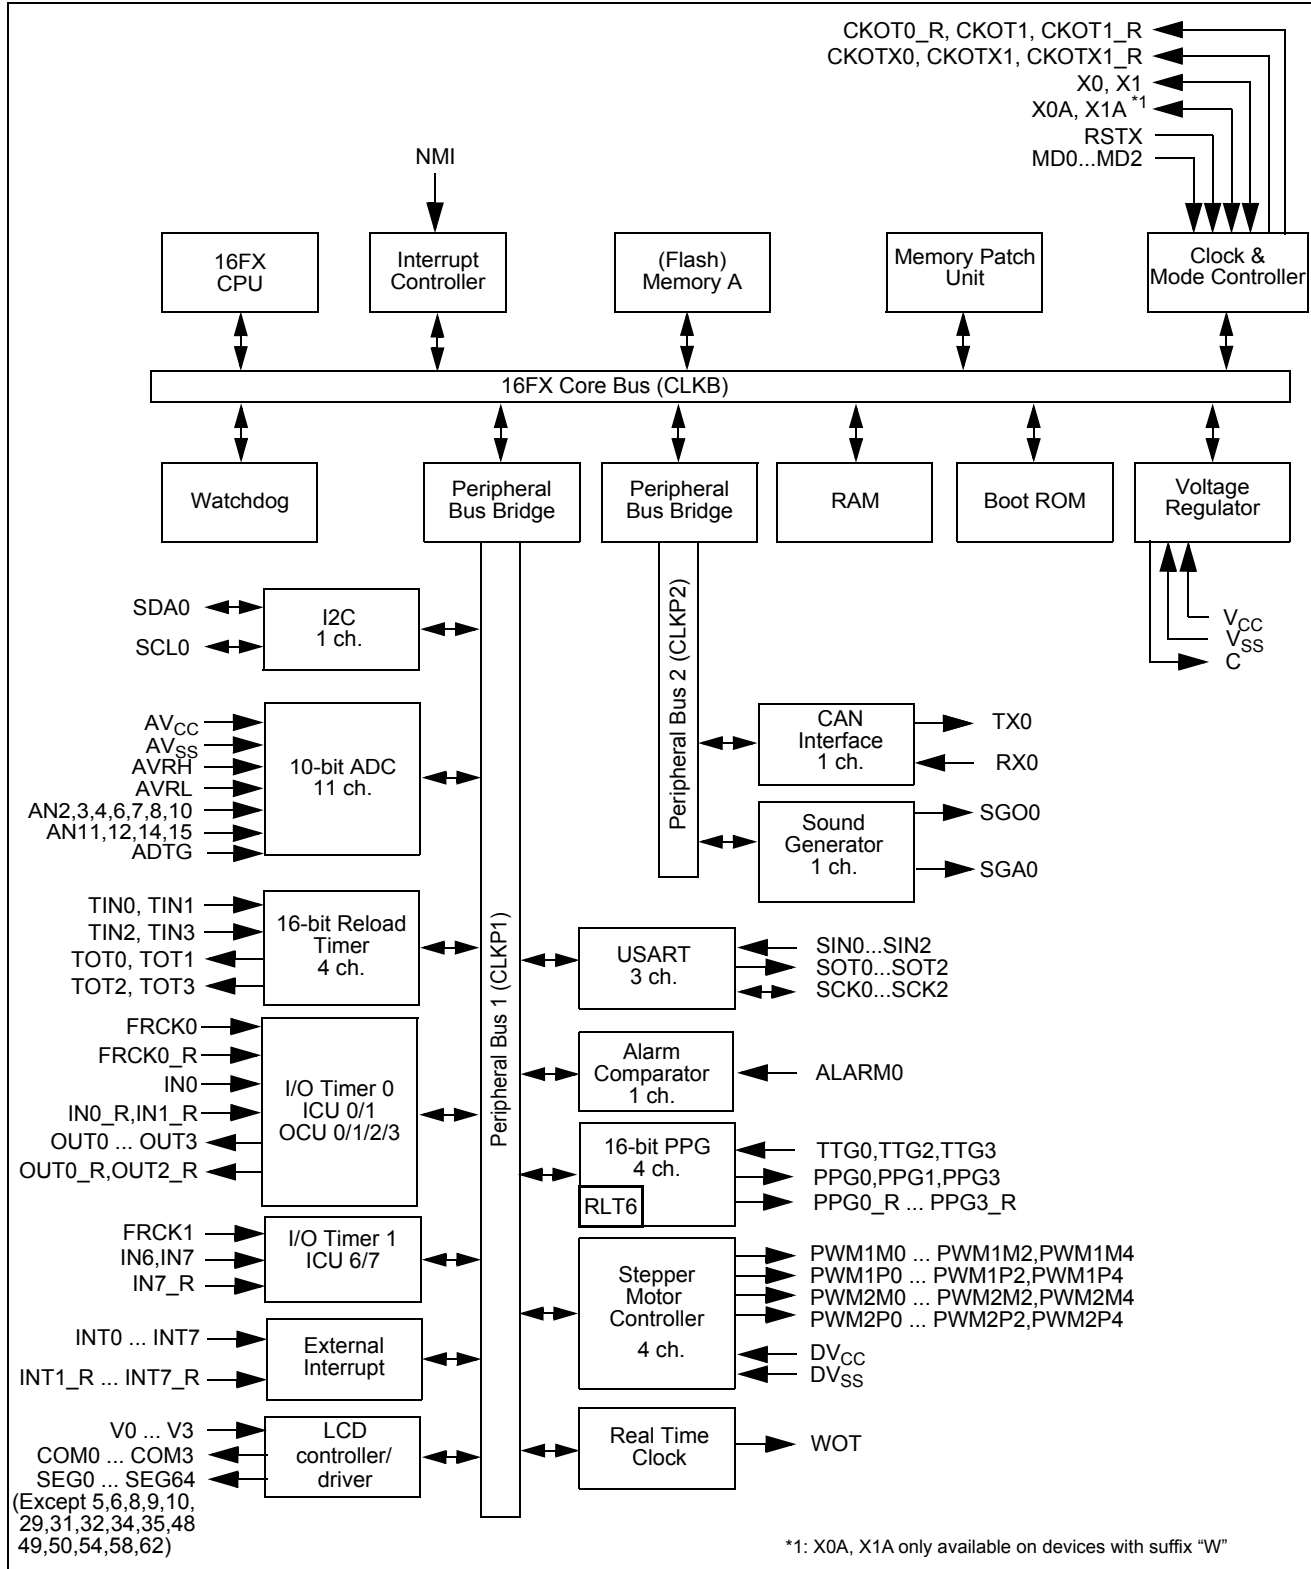 CKOT0_R, CKOT1, CKOT1_R
CKOTX0, CKOTX1, CKOTX1_R
X0, X1
X0A, X1A *1
RSTX
MD0...MD2
NMI
16FX
CPU
Interrupt
Controller
(Flash)
Memory A
Memory Patch
Unit
Clock &
Mode Controller
16FX Core Bus (CLKB)
Watchdog
Peripheral
Bus Bridge
Peripheral
Bus Bridge
RAM
Boot ROM
Voltage
Regulator
VCC
VSS
C
Peripheral Bus 1 (CLKP1)
Peripheral Bus 2 (CLKP2)
SDA0
SCL0
I2C
1 ch.
AVCC
AVSS
AVRH
AVRL
AN2,3,4,6,7,8,10
AN11,12,14,15
ADTG
10-bit ADC
11 ch.
TIN0, TIN1
TIN2, TIN3
TOT0, TOT1
TOT2, TOT3
16-bit Reload
Timer
4 ch.
FRCK0
FRCK0_R
IN0
IN0_R,IN1_R
OUT0 ... OUT3
OUT0_R,OUT2_R
I/O Timer 0
ICU 0/1
OCU 0/1/2/3
FRCK1
IN6,IN7
IN7_R
I/O Timer 1
ICU 6/7
INT0 ... INT7
INT1_R ... INT7_R
External
Interrupt
V0 ... V3
COM0 ... COM3
SEG0 ... SEG64
(Except 5,6,8,9,10,
29,31,32,34,35,48
49,50,54,58,62)
LCD
controller/
driver
CAN
Interface
1 ch.
TX0
RX0
Sound
Generator
1 ch.
SGO0
SGA0
USART
3 ch.
SIN0...SIN2
SOT0...SOT2
SCK0...SCK2
Alarm
Comparator
1 ch.
ALARM0
16-bit PPG
4 ch.
RLT6
TTG0,TTG2,TTG3
PPG0,PPG1,PPG3
PPG0_R ... PPG3_R
Stepper
Motor
Controller
4 ch.
PWM1M0 ... PWM1M2,PWM1M4
PWM1P0 ... PWM1P2,PWM1P4
PWM2M0 ... PWM2M2,PWM2M4
PWM2P0 ... PWM2P2,PWM2P4
DVCC
DVSS
Real Time
Clock
WOT
*1: X0A, X1A only available on devices with suffix “W”